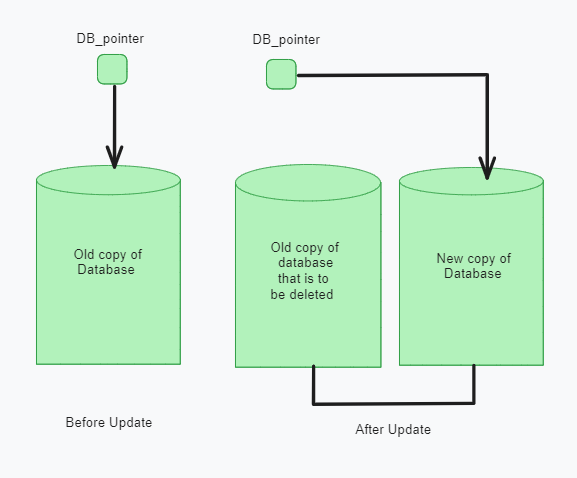 DB_pointer
Old copy of
Database
Before Update
DB_pointer
Old copy of
database
that is to
be deleted
New copy of
Database
After Update